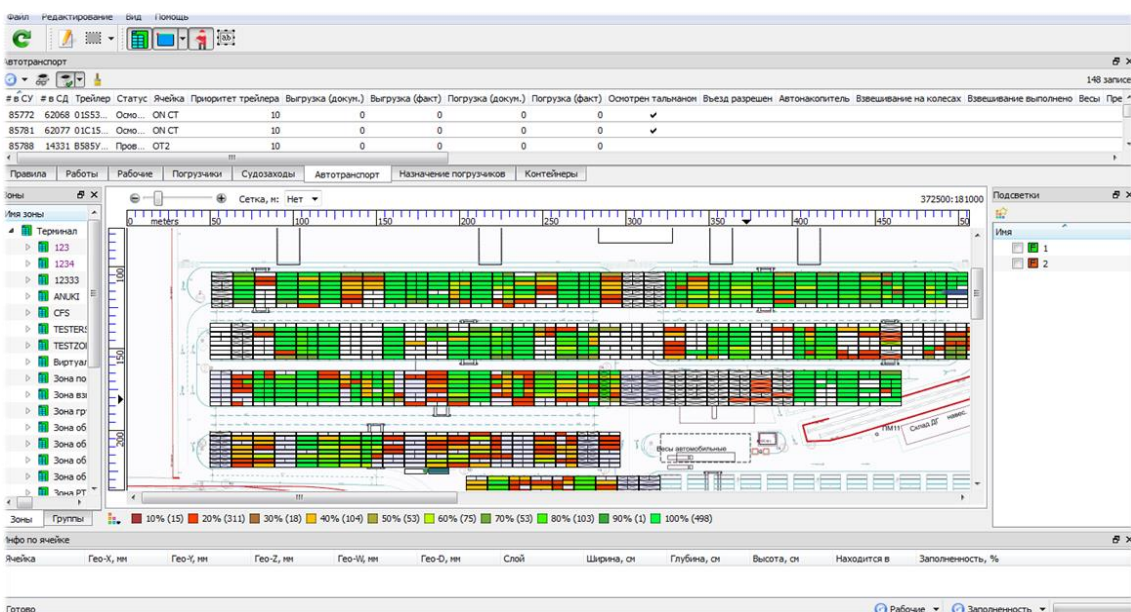 Файл Редактирование Вид Помощь
Автотранспорт
148 записе
# в СУ # в СД Трейлер Статус Ячейка Приоритет трейлера Выгрузка (докум.) Выгрузка (факт) Погрузка (докум.) Погрузка (факт) Осмотрен тальманом Въезд разрешен Автонакопитель Взвешивание на колесах Взвешивание выполнено Весы Пре
85772 62068 01S53... Осмо... ON CT 10 0 0 0 0
85781 62077 01C15... Осмо... ON CT 10 0 0 0 0
85788 14331 B585У... Пров... OT2 10 0 0 0 0
Правила Работы Рабочие Погрузчики Судозаходы Автотранспорт Назначение погрузчиков Контейнеры
Зоны
Сетка, м: Нет
372500:181000
Подсветки
Имя зоны
meters 50 100 150 200 250 300 350 400 450 50
Имя
Терминал
123
1234
12333
ANUKI
CFS
TESTERS
TESTZO
Виртуал
Зона по
Зона вз
Зона гр
Зона об
Зона об
Зона об
Зона об
Зона РТ
1
2
100
150
200
ПМ11
Склад ДГ
навес
Весы автомобильные
Зоны Группы
10% (15) 20% (311) 30% (18) 40% (104) 50% (53) 60% (75) 70% (53) 80% (103) 90% (1) 100% (498)
Инфо по ячейке
Ячейка Гео-X, мм Гео-Y, мм Гео-Z, мм Гео-W, мм Гео-D, мм Слой Ширина, см Глубина, см Высота, см Находится в Заполненность, %
Готово
Рабочие Заполненность